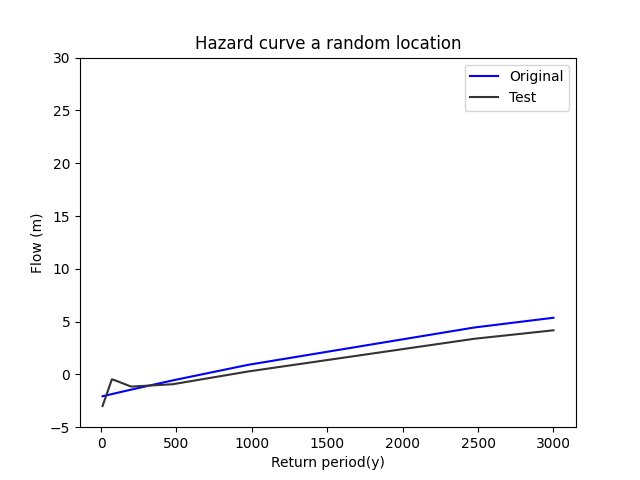 Hazard curve a random location
30
25
20
15
10
5
0
−5
Flow (m)
Original
Test
0 500 1000 1500 2000 2500 3000
Return period(y)